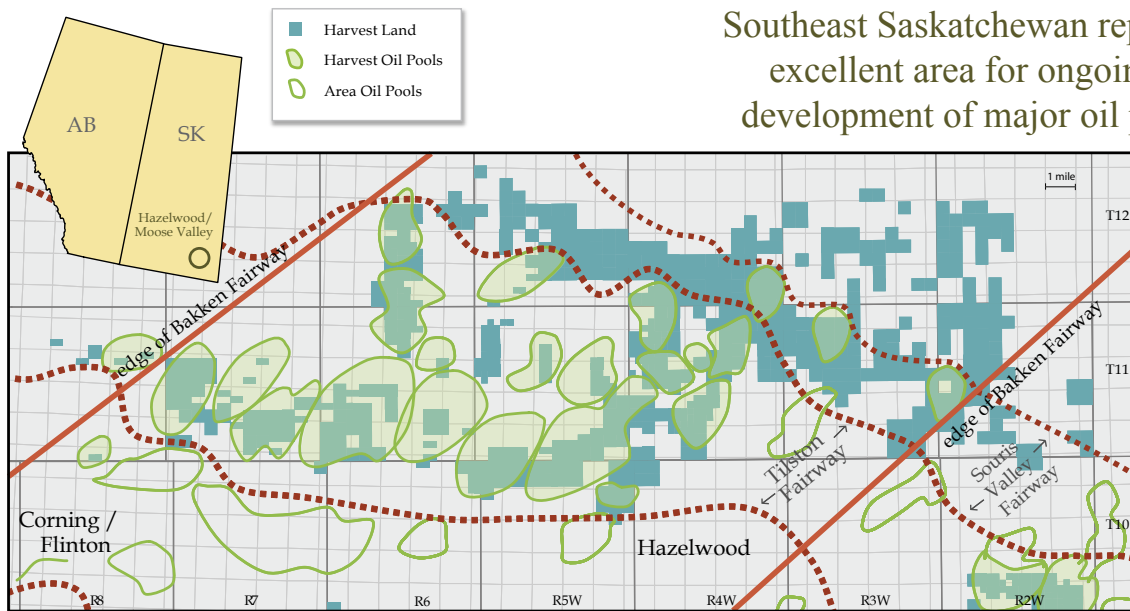 Harvest Land
Harvest Oil Pools
Area Oil Pools
Southeast Saskatchewan rep
excellent area for ongoin
development of major oil p
AB
SK
Hazelwood/
Moose Valley
1 mile
T12
edge of Bakken Fairway
edge of Bakken Fairway
T11
← Tilston →
Fairway
← Souris →
Valley
Fairway
Corning /
Flinton
Hazelwood
T10
R8
R7
R6
R5W
R4W
R3W
R2W